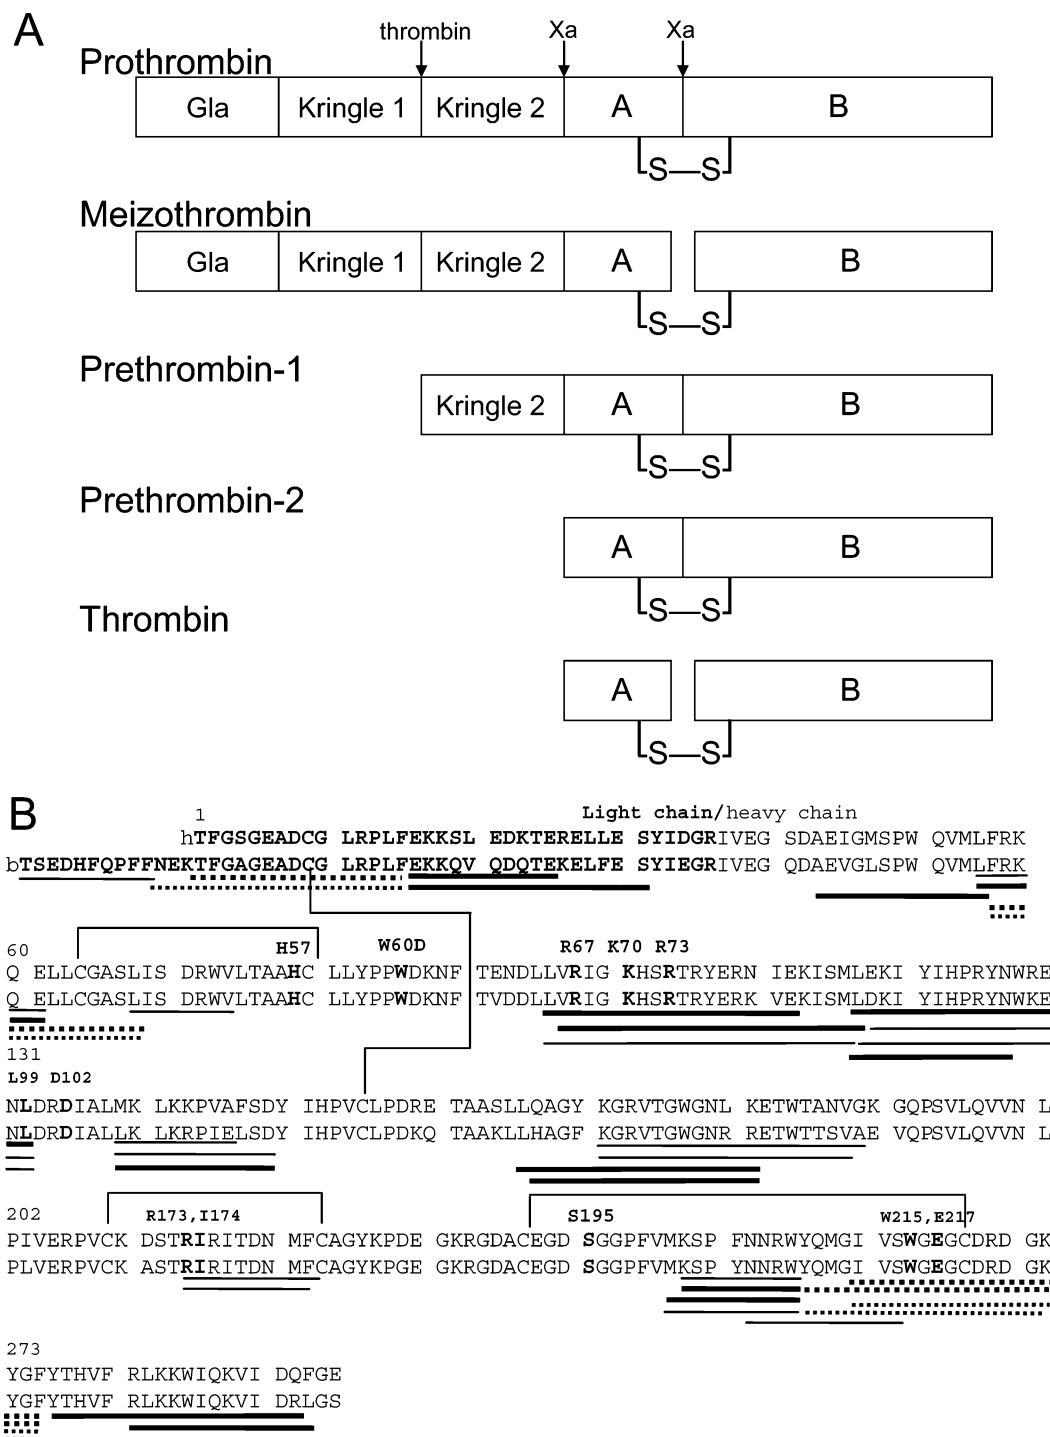 A
thrombin Xa Xa
Prothrombin
Gla Kringle 1 Kringle 2 A B
S S
Meizothrombin
Gla Kringle 1 Kringle 2 A B
S S
Prethrombin-1
Kringle 2 A B
S S
Prethrombin-2
A B
S S
Thrombin
A B
S S
B
1 Light chain/heavy chain
hTFGSGEADCG LRPLFEKKSL EDKTERELLE SYIDGRIVEG SDAEIGMSPW QVMLFRK
bTSEDHFQPFFNEKTFGAGEADCG LRPLFEKKQV QDQTEKELFE SYIEGRIVEG QDAEVGLSPW QVMLFRK
60 H57 W60D R67 K70 R73
Q ELLCGASLIS DRWVLTAAHC LLYPPWDKNF TENDLLVRIG KHSRTRYERN IEKISMLEKI YIHPRYNWRE
Q ELLCGASLIS DRWVLTAAHC LLYPPWDKNF TVDDLLVRIG KHSRTRYERK VEKISMLDKI YIHPRYNWKE
131
L99 D102
NLDRDIALMK LKKPVAFSDY IHPVCLPDRE TAASLLQAGY KGRVTGWGNL KETWTANVGK GQPSVLQVVN L
NLDRDIALLK LKRPIELSDY IHPVCLPDKQ TAAKLLHAGF KGRVTGWGNR RETWTTSVAE VQPSVLQVVN L
202 R173,I174 S195 W215,E217
PIVERPVCK DSTRIRITDN MFCAGYKPDE GKRGDACEGD SGGPFVMKSP FNNRWYQMGI VSWGEGCDRD GK
PLVERPVCK ASTRIRITDN MFCAGYKPGE GKRGDACEGD SGGPFVMKSP YNNRWYQMGI VSWGEGCDRD GK
273
YGFYTHVF RLKKWIQKVI DQFGE
YGFYTHVF RLKKWIQKVI DRLGS